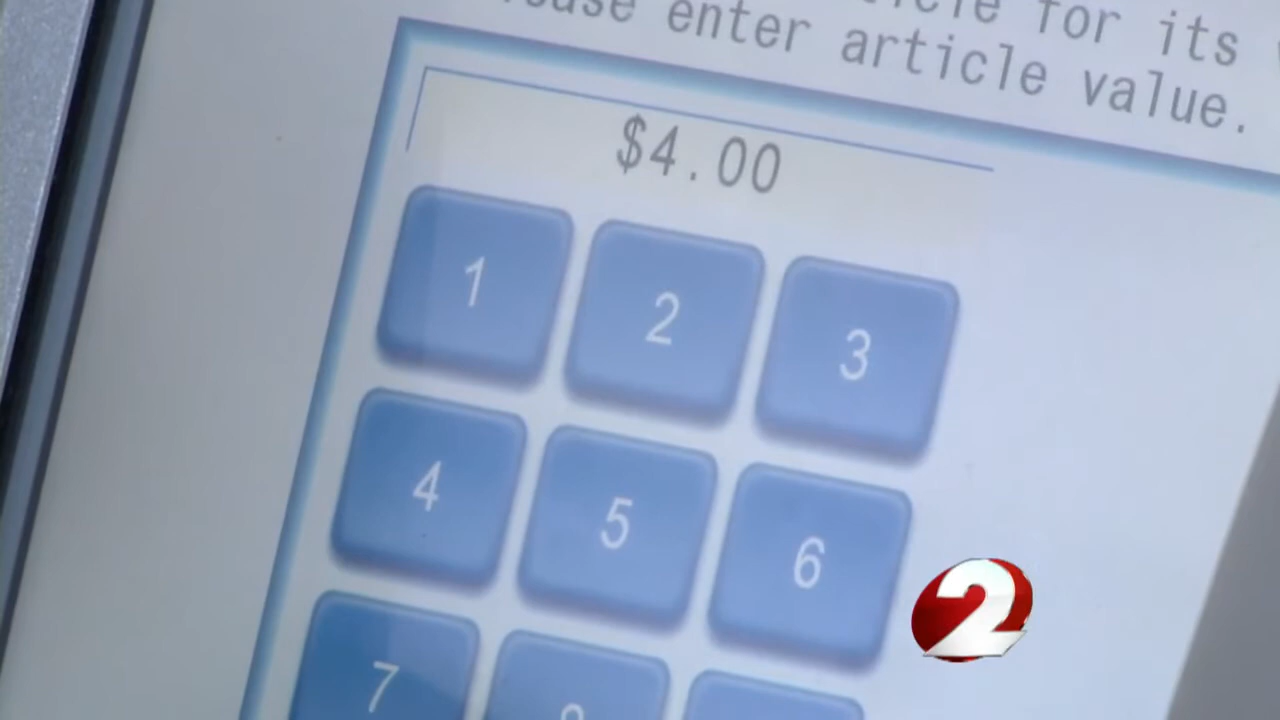 for its
enter article value.
$4.00
1 2 3
4 5 6
7
2